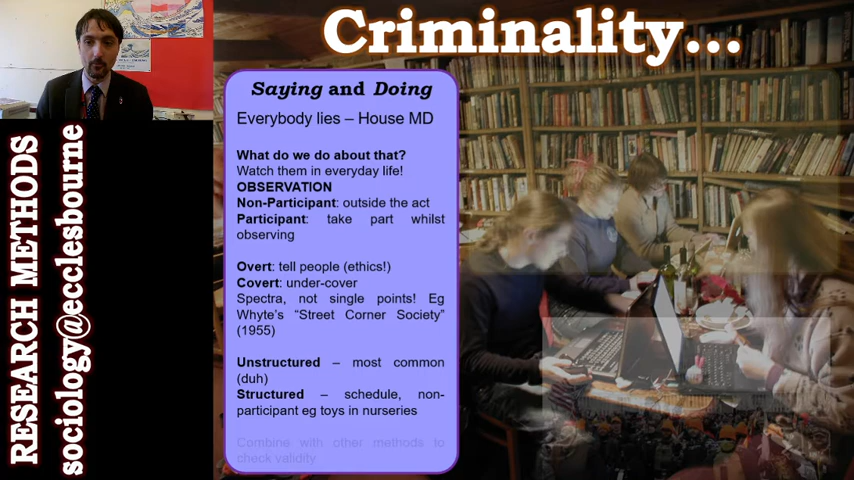 Criminality...
Saying and Doing
Everybody lies – House MD
What do we do about that?
Watch them in everyday life!
OBSERVATION
Non-Participant: outside the act
Participant: take part whilst
observing
Overt: tell people (ethics!)
Covert: under-cover
Spectra, not single points! Eg
Whyte's "Street Corner Society"
(1955)
Unstructured – most common
(duh)
Structured – schedule, non-
participant eg toys in nurseries
Combine with other methods to
check validity
RESEARCH METHODS
sociology@ecclesbourne